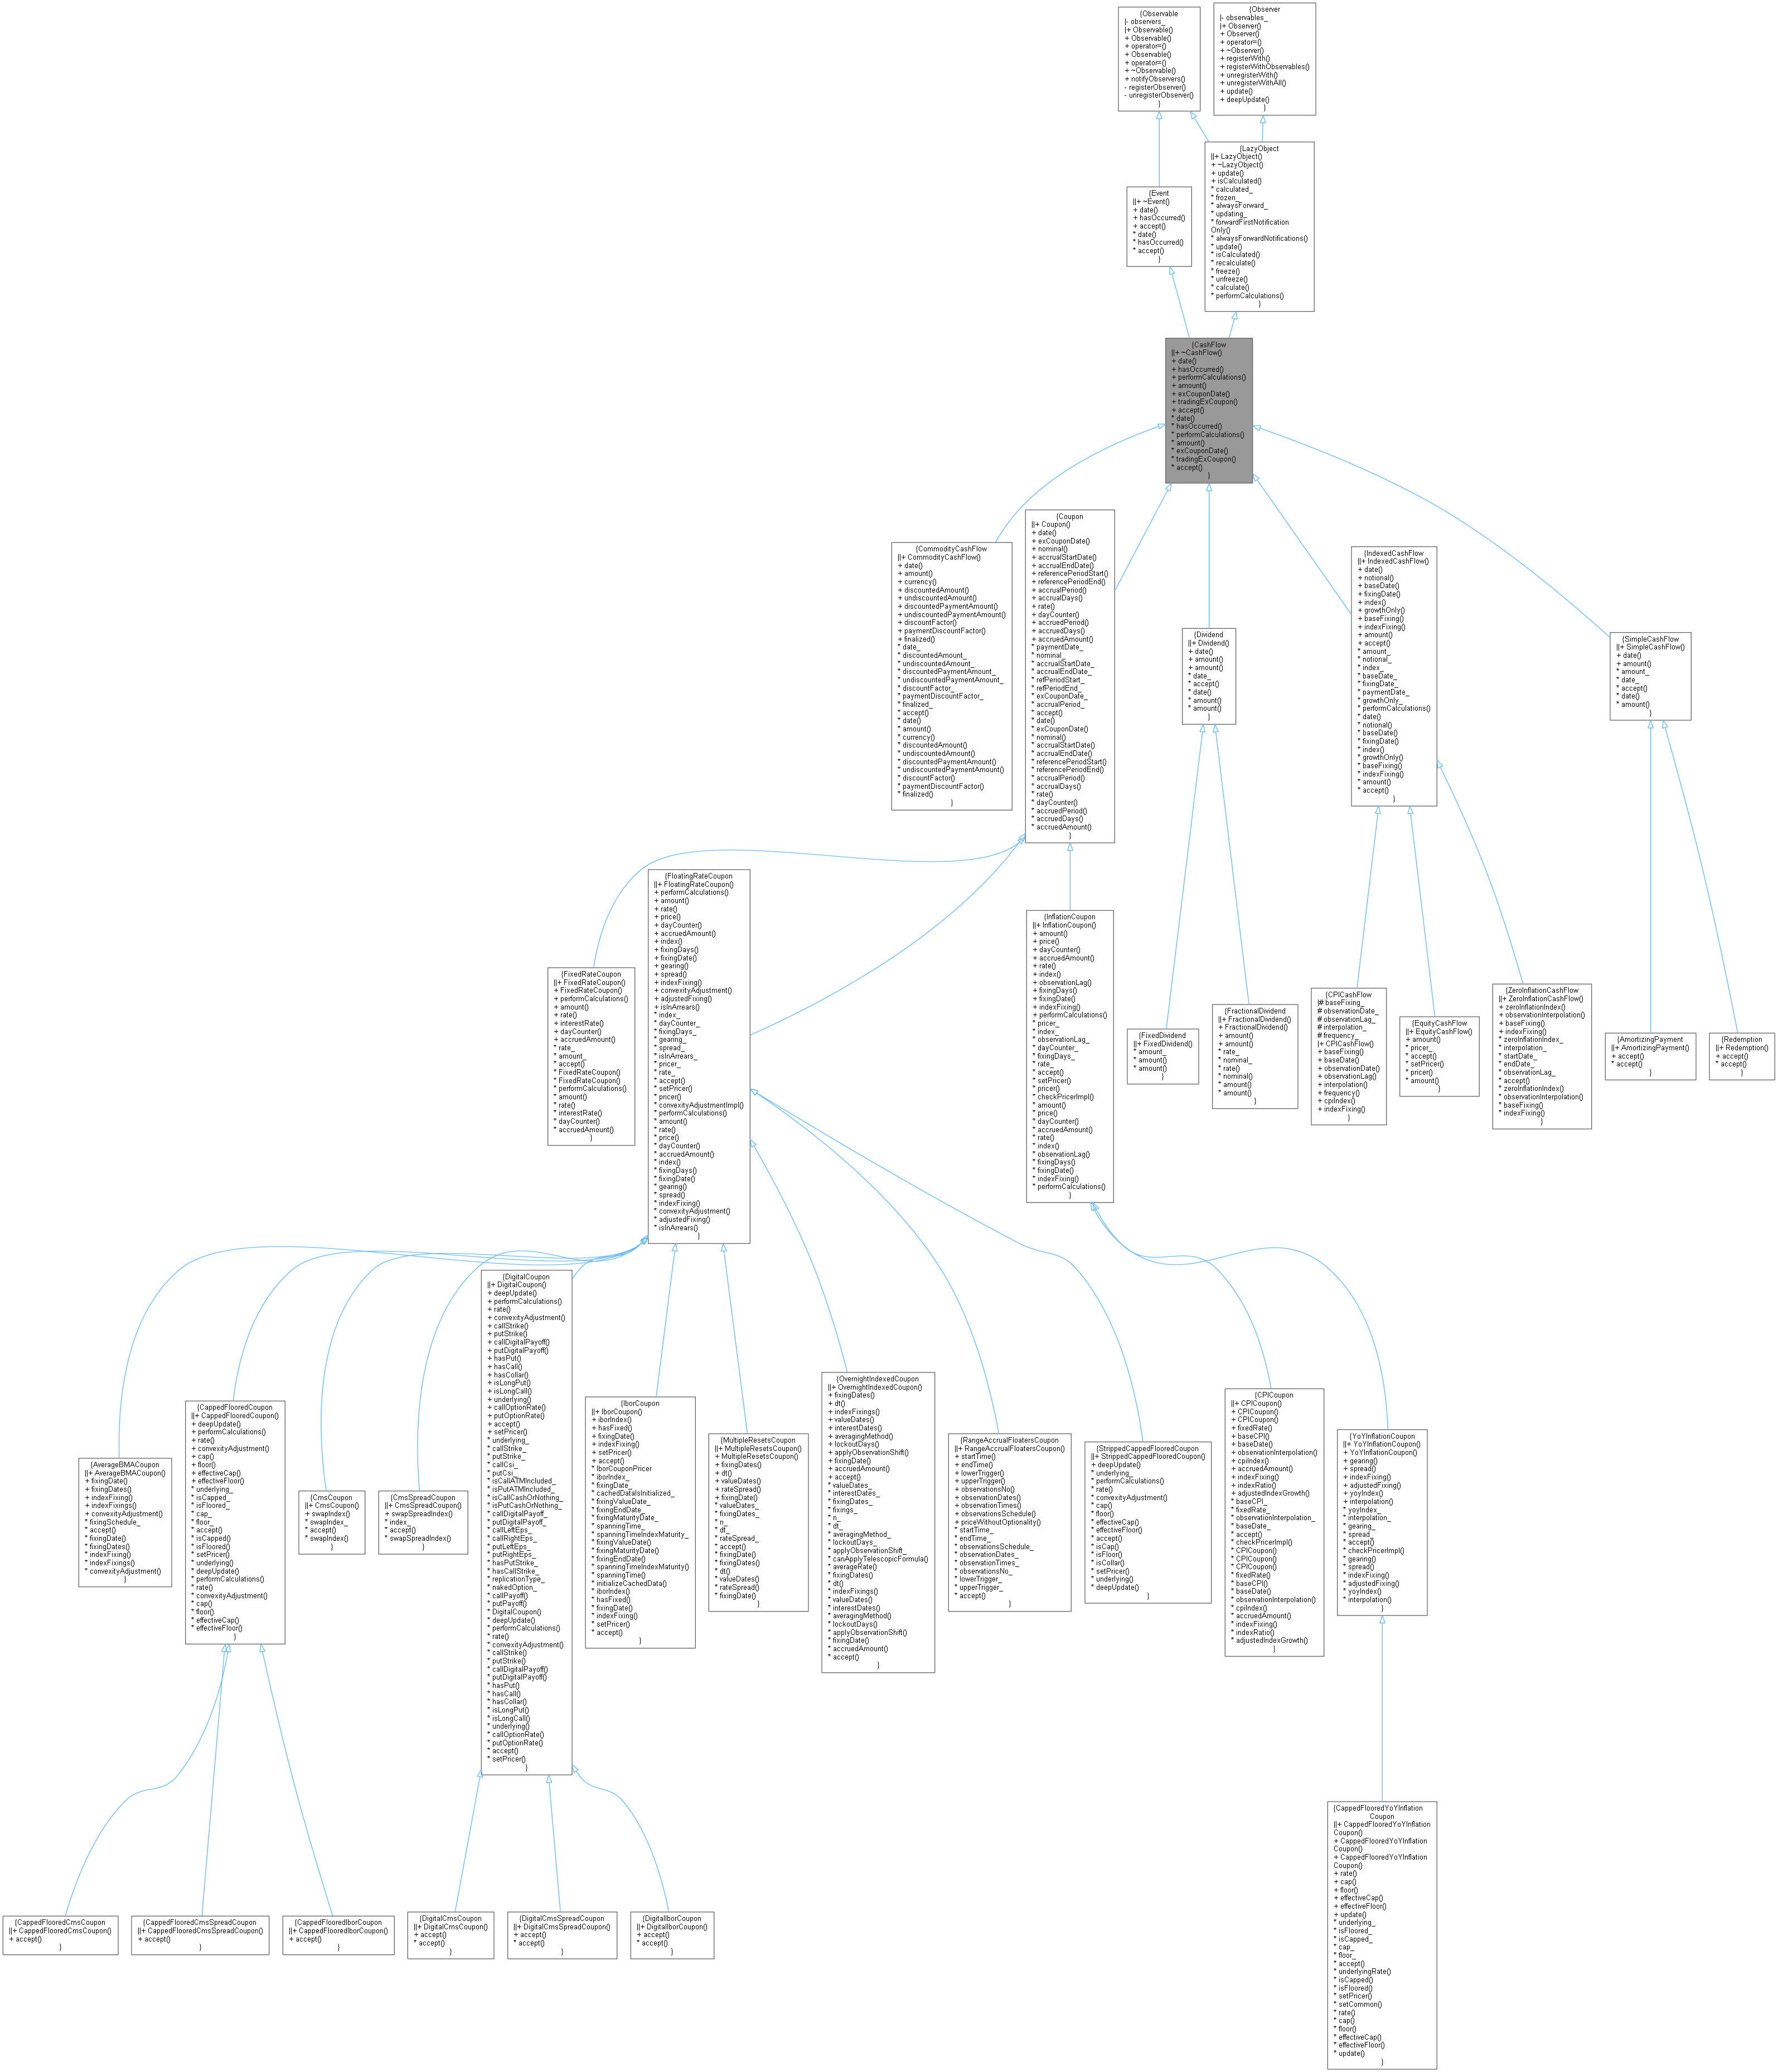 {Observable
|- observers_
|+ Observable()
+ Observable()
+ operator=()
+ Observable()
+ operator=()
+ ~Observable()
+ notifyObservers()
- registerObserver()
- unregisterObserver()
}
{Observer
|- observables_
|+ Observer()
+ Observer()
+ operator=()
+ ~Observer()
+ registerWith()
+ registerWithObservables()
+ unregisterWith()
+ unregisterWithAll()
+ update()
+ deepUpdate()
}
{LazyObject
||+ LazyObject()
+ ~LazyObject()
+ update()
+ isCalculated()
* calculated_
* frozen_
* alwaysForward_
* updating_
* forwardFirstNotification
Only()
* alwaysForwardNotifications()
* update()
* isCalculated()
* recalculate()
* freeze()
* unfreeze()
* calculate()
* performCalculations()
}
{Event
||+ ~Event()
+ date()
+ hasOccurred()
+ accept()
* date()
* hasOccurred()
* accept()
}
{CashFlow
||+ ~CashFlow()
+ date()
+ hasOccurred()
+ performCalculations()
+ amount()
+ exCouponDate()
+ tradingExCoupon()
+ accept()
* date()
* hasOccurred()
* performCalculations()
* amount()
* exCouponDate()
* tradingExCoupon()
* accept()
}
{CommodityCashFlow
||+ CommodityCashFlow()
+ date()
+ amount()
+ currency()
+ discountedAmount()
+ undiscountedAmount()
+ discountedPaymentAmount()
+ undiscountedPaymentAmount()
+ discountFactor()
+ paymentDiscountFactor()
+ finalized()
* date_
* discountedAmount_
* undiscountedAmount_
* discountedPaymentAmount_
* undiscountedPaymentAmount_
* discountFactor_
* paymentDiscountFactor_
* finalized_
* accept()
* date()
* amount()
* currency()
* discountedAmount()
* undiscountedAmount()
* discountedPaymentAmount()
* undiscountedPaymentAmount()
* discountFactor()
* paymentDiscountFactor()
* finalized()
}
{Coupon
||+ Coupon()
+ date()
+ exCouponDate()
+ nominal()
+ accrualStartDate()
+ accrualEndDate()
+ referencePeriodStart()
+ referencePeriodEnd()
+ accrualPeriod()
+ accrualDays()
+ rate()
+ dayCounter()
+ accruedPeriod()
+ accruedDays()
+ accruedAmount()
* paymentDate_
* nominal_
* accrualStartDate_
* accrualEndDate_
* refPeriodStart_
* refPeriodEnd_
* exCouponDate_
* accrualPeriod_
* accept()
* date()
* exCouponDate()
* nominal()
* accrualStartDate()
* accrualEndDate()
* referencePeriodStart()
* referencePeriodEnd()
* accrualPeriod()
* accrualDays()
* rate()
* dayCounter()
* accruedPeriod()
* accruedDays()
* accruedAmount()
}
{Dividend
||+ Dividend()
+ date()
+ amount()
+ amount()
* date_
* accept()
* date()
* amount()
* amount()
}
{IndexedCashFlow
||+ IndexedCashFlow()
+ date()
+ notional()
+ baseDate()
+ fixingDate()
+ index()
+ growthOnly()
+ baseFixing()
+ indexFixing()
+ amount()
+ accept()
* amount_
* notional_
* index_
* baseDate_
* fixingDate_
* paymentDate_
* growthOnly_
* performCalculations()
* date()
* notional()
* baseDate()
* fixingDate()
* index()
* growthOnly()
* baseFixing()
* indexFixing()
* amount()
* accept()
}
{SimpleCashFlow
||+ SimpleCashFlow()
+ date()
+ amount()
* amount_
* date_
* accept()
* date()
* amount()
}
{FloatingRateCoupon
||+ FloatingRateCoupon()
+ performCalculations()
+ amount()
+ rate()
+ price()
+ dayCounter()
+ accruedAmount()
+ index()
+ fixingDays()
+ fixingDate()
+ gearing()
+ spread()
+ indexFixing()
+ convexityAdjustment()
+ adjustedFixing()
+ isInArrears()
* index_
* dayCounter_
* fixingDays_
* gearing_
* spread_
* isInArrears_
* pricer_
* rate_
* accept()
* setPricer()
* pricer()
* convexityAdjustmentImpl()
* performCalculations()
* amount()
* rate()
* price()
* dayCounter()
* accruedAmount()
* index()
* fixingDays()
* fixingDate()
* gearing()
* spread()
* indexFixing()
* convexityAdjustment()
* adjustedFixing()
* isInArrears()
}
{FixedRateCoupon
||+ FixedRateCoupon()
+ FixedRateCoupon()
+ performCalculations()
+ amount()
+ rate()
+ interestRate()
+ dayCounter()
+ accruedAmount()
* rate_
* amount_
* accept()
* FixedRateCoupon()
* FixedRateCoupon()
* performCalculations()
* amount()
* rate()
* interestRate()
* dayCounter()
* accruedAmount()
}
{InflationCoupon
||+ InflationCoupon()
+ amount()
+ price()
+ dayCounter()
+ accruedAmount()
+ rate()
+ index()
+ observationLag()
+ fixingDays()
+ fixingDate()
+ indexFixing()
+ performCalculations()
* pricer_
* index_
* observationLag_
* dayCounter_
* fixingDays_
* rate_
* accept()
* setPricer()
* pricer()
* checkPricerImpl()
* amount()
* price()
* dayCounter()
* accruedAmount()
* rate()
* index()
* observationLag()
* fixingDays()
* fixingDate()
* indexFixing()
* performCalculations()
}
{FixedDividend
||+ FixedDividend()
* amount_
* amount()
* amount()
}
{FractionalDividend
||+ FractionalDividend()
+ FractionalDividend()
+ amount()
+ amount()
* rate_
* nominal_
* rate()
* nominal()
* amount()
* amount()
}
{CPICashFlow
|# baseFixing_
# observationDate_
# observationLag_
# interpolation_
# frequency_
|+ CPICashFlow()
+ baseFixing()
+ baseDate()
+ observationDate()
+ observationLag()
+ interpolation()
+ frequency()
+ cpiIndex()
+ indexFixing()
}
{EquityCashFlow
||+ EquityCashFlow()
+ amount()
* pricer_
* accept()
* setPricer()
* pricer()
* amount()
}
{ZeroInflationCashFlow
||+ ZeroInflationCashFlow()
+ zeroInflationIndex()
+ observationInterpolation()
+ baseFixing()
+ indexFixing()
* zeroInflationIndex_
* interpolation_
* startDate_
* endDate_
* observationLag_
* accept()
* zeroInflationIndex()
* observationInterpolation()
* baseFixing()
* indexFixing()
}
{AmortizingPayment
||+ AmortizingPayment()
+ accept()
* accept()
}
{Redemption
||+ Redemption()
+ accept()
* accept()
}
{AverageBMACoupon
||+ AverageBMACoupon()
+ fixingDate()
+ fixingDates()
+ indexFixing()
+ indexFixings()
+ convexityAdjustment()
* fixingSchedule_
* accept()
* fixingDate()
* fixingDates()
* indexFixing()
* indexFixings()
* convexityAdjustment()
}
{CappedFlooredCoupon
||+ CappedFlooredCoupon()
+ deepUpdate()
+ performCalculations()
+ rate()
+ convexityAdjustment()
+ cap()
+ floor()
+ effectiveCap()
+ effectiveFloor()
* underlying_
* isCapped_
* isFloored_
* cap_
* floor_
* accept()
* isCapped()
* isFloored()
* setPricer()
* underlying()
* deepUpdate()
* performCalculations()
* rate()
* convexityAdjustment()
* cap()
* floor()
* effectiveCap()
* effectiveFloor()
}
{CmsCoupon
||+ CmsCoupon()
+ swapIndex()
* swapIndex_
* accept()
* swapIndex()
}
{CmsSpreadCoupon
||+ CmsSpreadCoupon()
+ swapSpreadIndex()
* index_
* accept()
* swapSpreadIndex()
}
{DigitalCoupon
||+ DigitalCoupon()
+ deepUpdate()
+ performCalculations()
+ rate()
+ convexityAdjustment()
+ callStrike()
+ putStrike()
+ callDigitalPayoff()
+ putDigitalPayoff()
+ hasPut()
+ hasCall()
+ hasCollar()
+ isLongPut()
+ isLongCall()
+ underlying()
+ callOptionRate()
+ putOptionRate()
+ accept()
+ setPricer()
* underlying_
* callStrike_
* putStrike_
* callCsi_
* putCsi_
* isCallATMIncluded_
* isPutATMIncluded_
* isCallCashOrNothing_
* isPutCashOrNothing_
* callDigitalPayoff_
* putDigitalPayoff_
* callLeftEps_
* callRightEps_
* putLeftEps_
* putRightEps_
* hasPutStrike_
* hasCallStrike_
* replicationType_
* nakedOption_
* callPayoff()
* putPayoff()
* DigitalCoupon()
* deepUpdate()
* performCalculations()
* rate()
* convexityAdjustment()
* callStrike()
* putStrike()
* callDigitalPayoff()
* putDigitalPayoff()
* hasPut()
* hasCall()
* hasCollar()
* isLongPut()
* isLongCall()
* underlying()
* callOptionRate()
* putOptionRate()
* accept()
* setPricer()
}
{IborCoupon
||+ IborCoupon()
+ iborIndex()
+ hasFixed()
+ fixingDate()
+ indexFixing()
+ setPricer()
+ accept()
* IborCouponPricer
* iborIndex_
* fixingDate_
* cachedDataIsInitialized_
* fixingValueDate_
* fixingEndDate_
* fixingMaturityDate_
* spanningTime_
* spanningTimeIndexMaturity_
* fixingValueDate()
* fixingMaturityDate()
* fixingEndDate()
* spanningTimeIndexMaturity()
* spanningTime()
* initializeCachedData()
* iborIndex()
* hasFixed()
* fixingDate()
* indexFixing()
* setPricer()
* accept()
}
{MultipleResetsCoupon
||+ MultipleResetsCoupon()
+ MultipleResetsCoupon()
+ fixingDates()
+ dt()
+ valueDates()
+ rateSpread()
+ fixingDate()
* valueDates_
* fixingDates_
* n_
* dt_
* rateSpread_
* accept()
* fixingDate()
* fixingDates()
* dt()
* valueDates()
* rateSpread()
* fixingDate()
}
{OvernightIndexedCoupon
||+ OvernightIndexedCoupon()
+ fixingDates()
+ dt()
+ indexFixings()
+ valueDates()
+ interestDates()
+ averagingMethod()
+ lockoutDays()
+ applyObservationShift()
+ fixingDate()
+ accruedAmount()
+ accept()
* valueDates_
* interestDates_
* fixingDates_
* fixings_
* n_
* dt_
* averagingMethod_
* lockoutDays_
* applyObservationShift_
* canApplyTelescopicFormula()
* averageRate()
* fixingDates()
* dt()
* indexFixings()
* valueDates()
* interestDates()
* averagingMethod()
* lockoutDays()
* applyObservationShift()
* fixingDate()
* accruedAmount()
* accept()
}
{RangeAccrualFloatersCoupon
||+ RangeAccrualFloatersCoupon()
+ startTime()
+ endTime()
+ lowerTrigger()
+ upperTrigger()
+ observationsNo()
+ observationDates()
+ observationTimes()
+ observationsSchedule()
+ priceWithoutOptionality()
* startTime_
* endTime_
* observationsSchedule_
* observationDates_
* observationTimes_
* observationsNo_
* lowerTrigger_
* upperTrigger_
* accept()
}
{StrippedCappedFlooredCoupon
||+ StrippedCappedFlooredCoupon()
+ deepUpdate()
* underlying_
* performCalculations()
* rate()
* convexityAdjustment()
* cap()
* floor()
* effectiveCap()
* effectiveFloor()
* accept()
* isCap()
* isFloor()
* isCollar()
* setPricer()
* underlying()
* deepUpdate()
}
{CPICoupon
||+ CPICoupon()
+ CPICoupon()
+ CPICoupon()
+ fixedRate()
+ baseCPI()
+ baseDate()
+ observationInterpolation()
+ cpiIndex()
+ accruedAmount()
+ indexFixing()
+ indexRatio()
+ adjustedIndexGrowth()
* baseCPI_
* fixedRate_
* observationInterpolation_
* baseDate_
* accept()
* checkPricerImpl()
* CPICoupon()
* CPICoupon()
* CPICoupon()
* fixedRate()
* baseCPI()
* baseDate()
* observationInterpolation()
* cpiIndex()
* accruedAmount()
* indexFixing()
* indexRatio()
* adjustedIndexGrowth()
}
{YoYInflationCoupon
||+ YoYInflationCoupon()
+ YoYInflationCoupon()
+ gearing()
+ spread()
+ indexFixing()
+ adjustedFixing()
+ yoyIndex()
+ interpolation()
* yoyIndex_
* interpolation_
* gearing_
* spread_
* accept()
* checkPricerImpl()
* gearing()
* spread()
* indexFixing()
* adjustedFixing()
* yoyIndex()
* interpolation()
}
{CappedFlooredCmsCoupon
||+ CappedFlooredCmsCoupon()
+ accept()
}
{CappedFlooredCmsSpreadCoupon
||+ CappedFlooredCmsSpreadCoupon()
+ accept()
}
{CappedFlooredIborCoupon
||+ CappedFlooredIborCoupon()
+ accept()
}
{DigitalCmsCoupon
||+ DigitalCmsCoupon()
+ accept()
* accept()
}
{DigitalCmsSpreadCoupon
||+ DigitalCmsSpreadCoupon()
+ accept()
* accept()
}
{DigitalIborCoupon
||+ DigitalIborCoupon()
+ accept()
* accept()
}
{CappedFlooredYoYInflation
Coupon
||+ CappedFlooredYoYInflation
Coupon()
+ CappedFlooredYoYInflation
Coupon()
+ CappedFlooredYoYInflation
Coupon()
+ rate()
+ cap()
+ floor()
+ effectiveCap()
+ effectiveFloor()
+ update()
* underlying_
* isFloored_
* isCapped_
* cap_
* floor_
* accept()
* underlyingRate()
* isCapped()
* isFloored()
* setPricer()
* setCommon()
* rate()
* cap()
* floor()
* effectiveCap()
* effectiveFloor()
* update()
}